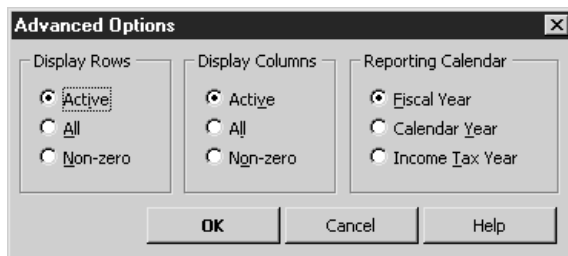 Advanced Options
Display Rows
Active
All
Non-zero
Display Columns
Active
All
Non-zero
Reporting Calendar
Fiscal Year
Calendar Year
Income Tax Year
OK
Cancel
Help